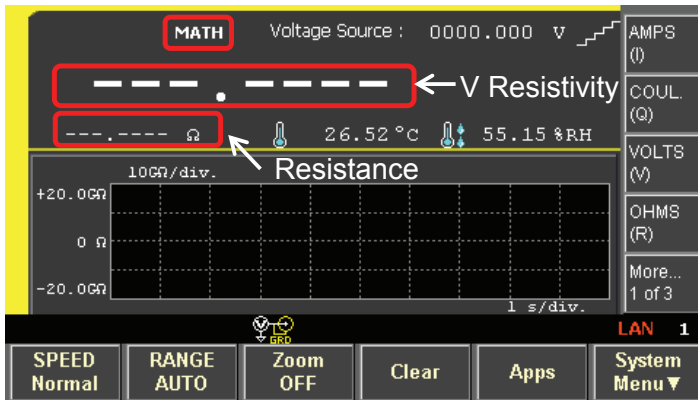 MATH Voltage Source : 0000.000 V
AMPS
(I)
---.---- V Resistivity
COUL.
(Q)
---.---- Ω 26.52°C 55.15%RH
Resistance
VOLTS
(V)
10GΩ/div.
+20.0GΩ
0 Ω
-20.0GΩ
1 s/div.
OHMS
(R)
More...
1 of 3
GRD
LAN 1
SPEED
Normal
RANGE
AUTO
Zoom
OFF
Clear
Apps
System
Menu▼